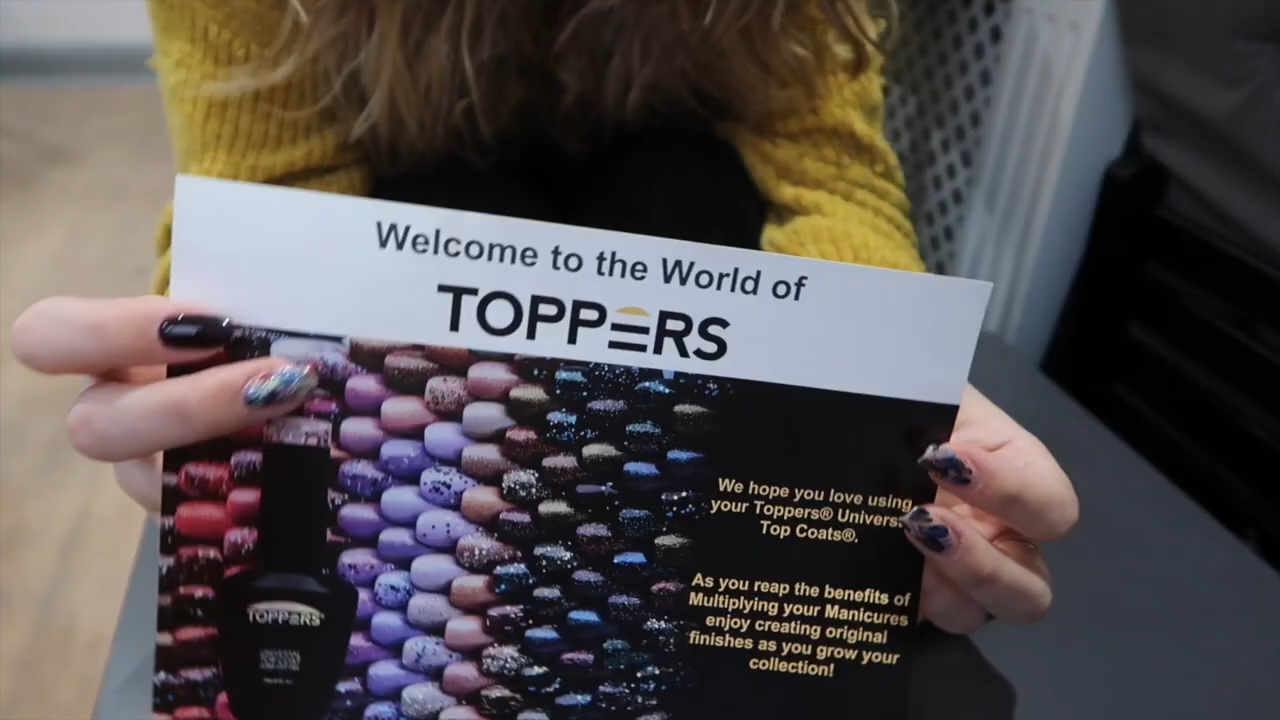 Welcome to the World of
TOPPERS
We hope you love using
your Toppers®
Top Coats®.
As you reap the benefits of
Multiplying your Manicures
enjoy creating original
finishes as you grow your
collection!
TOPPERS